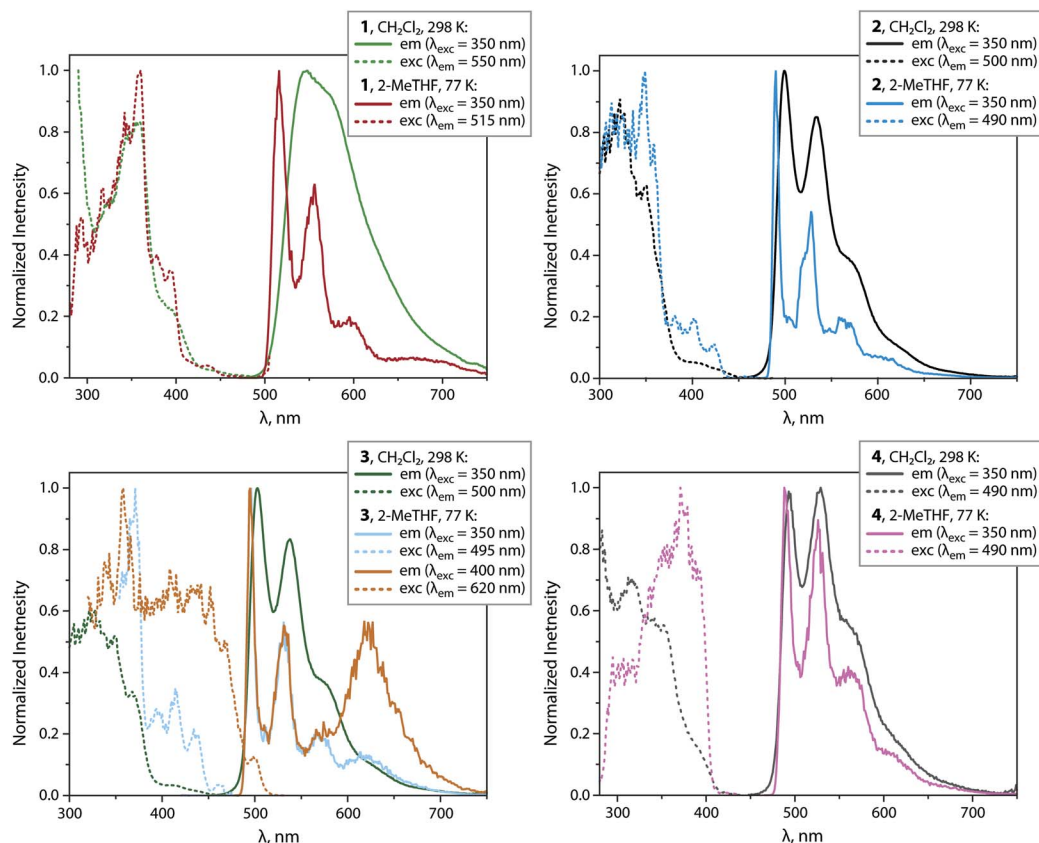 1, CH₂Cl₂, 298 K:
em (λexc = 350 nm)
exc (λem = 550 nm)
1, 2-MeTHF, 77 K:
em (λexc = 350 nm)
exc (λem = 515 nm)
Normalized Inetnesity
1.0
0.8
0.6
0.4
0.2
0.0
300 400 500 600 700
λ, nm
2, CH₂Cl₂, 298 K:
em (λexc = 350 nm)
exc (λem = 500 nm)
2, 2-MeTHF, 77 K:
em (λexc = 350 nm)
exc (λem = 490 nm)
Normalized Inetnesity
1.0
0.8
0.6
0.4
0.2
0.0
300 400 500 600 700
λ, nm
3, CH₂Cl₂, 298 K:
em (λexc = 350 nm)
exc (λem = 500 nm)
3, 2-MeTHF, 77 K:
em (λexc = 350 nm)
exc (λem = 495 nm)
em (λexc = 400 nm)
exc (λem = 620 nm)
Normalized Inetnesity
1.0
0.8
0.6
0.4
0.2
0.0
300 400 500 600 700
λ, nm
4, CH₂Cl₂, 298 K:
em (λexc = 350 nm)
exc (λem = 490 nm)
4, 2-MeTHF, 77 K:
em (λexc = 350 nm)
exc (λem = 490 nm)
Normalized Inetnesity
1.0
0.8
0.6
0.4
0.2
0.0
300 400 500 600 700
λ, nm